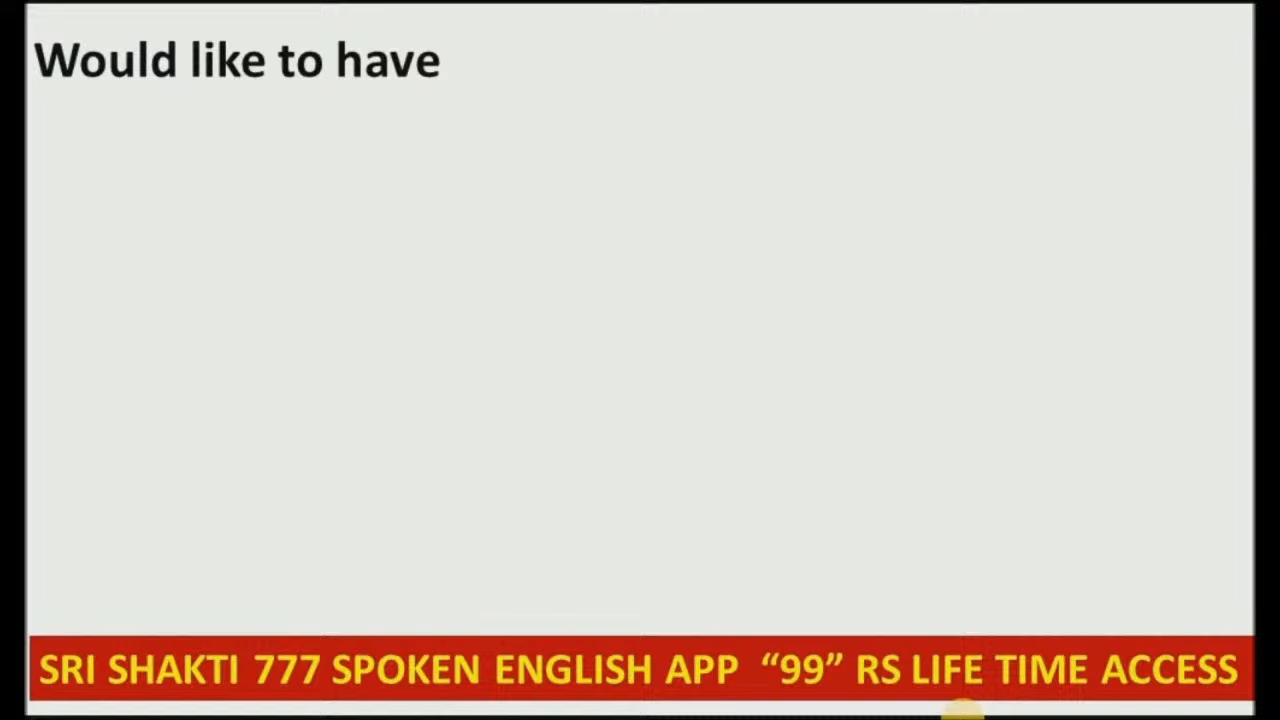 Would like to have
SRI SHAKTI 777 SPOKEN ENGLISH APP “99” RS LIFE TIME ACCESS